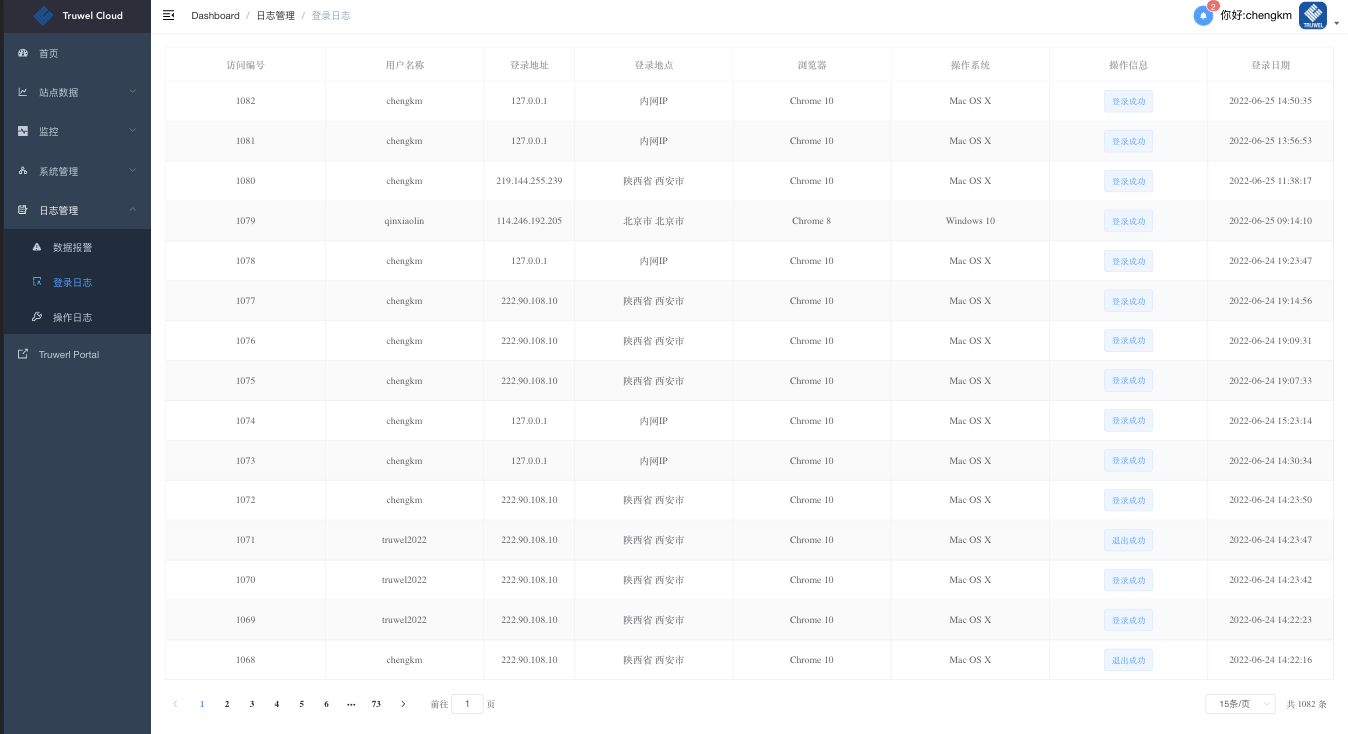 Truwel Cloud
Dashboard / 日志管理 / 登录日志
2
你好:chengkm
TRUWEL
首页
站点数据
监控
系统管理
日志管理
数据报警
登录日志
操作日志
Truwerl Portal
访问编号 用户名称 登录地址 登录地点 浏览器 操作系统 操作信息 登录日期
1082 chengkm 127.0.0.1 内网IP Chrome 10 Mac OS X 登录成功 2022-06-25 14:50:35
1081 chengkm 127.0.0.1 内网IP Chrome 10 Mac OS X 登录成功 2022-06-25 13:56:53
1080 chengkm 219.144.255.239 陕西省 西安市 Chrome 10 Mac OS X 登录成功 2022-06-25 11:38:17
1079 qinxiaolin 114.246.192.205 北京市 北京市 Chrome 8 Windows 10 登录成功 2022-06-25 09:14:10
1078 chengkm 127.0.0.1 内网IP Chrome 10 Mac OS X 登录成功 2022-06-24 19:23:47
1077 chengkm 222.90.108.10 陕西省 西安市 Chrome 10 Mac OS X 登录成功 2022-06-24 19:14:56
1076 chengkm 222.90.108.10 陕西省 西安市 Chrome 10 Mac OS X 登录成功 2022-06-24 19:09:31
1075 chengkm 222.90.108.10 陕西省 西安市 Chrome 10 Mac OS X 登录成功 2022-06-24 19:07:33
1074 chengkm 127.0.0.1 内网IP Chrome 10 Mac OS X 登录成功 2022-06-24 15:23:14
1073 chengkm 127.0.0.1 内网IP Chrome 10 Mac OS X 登录成功 2022-06-24 14:30:34
1072 chengkm 222.90.108.10 陕西省 西安市 Chrome 10 Mac OS X 登录成功 2022-06-24 14:23:50
1071 truwel2022 222.90.108.10 陕西省 西安市 Chrome 10 Mac OS X 退出成功 2022-06-24 14:23:47
1070 truwel2022 222.90.108.10 陕西省 西安市 Chrome 10 Mac OS X 登录成功 2022-06-24 14:23:42
1069 truwel2022 222.90.108.10 陕西省 西安市 Chrome 10 Mac OS X 登录成功 2022-06-24 14:22:23
1068 chengkm 222.90.108.10 陕西省 西安市 Chrome 10 Mac OS X 退出成功 2022-06-24 14:22:16
1 2 3 4 5 6 ••• 73 前往 1 页 15条/页 共 1082 条